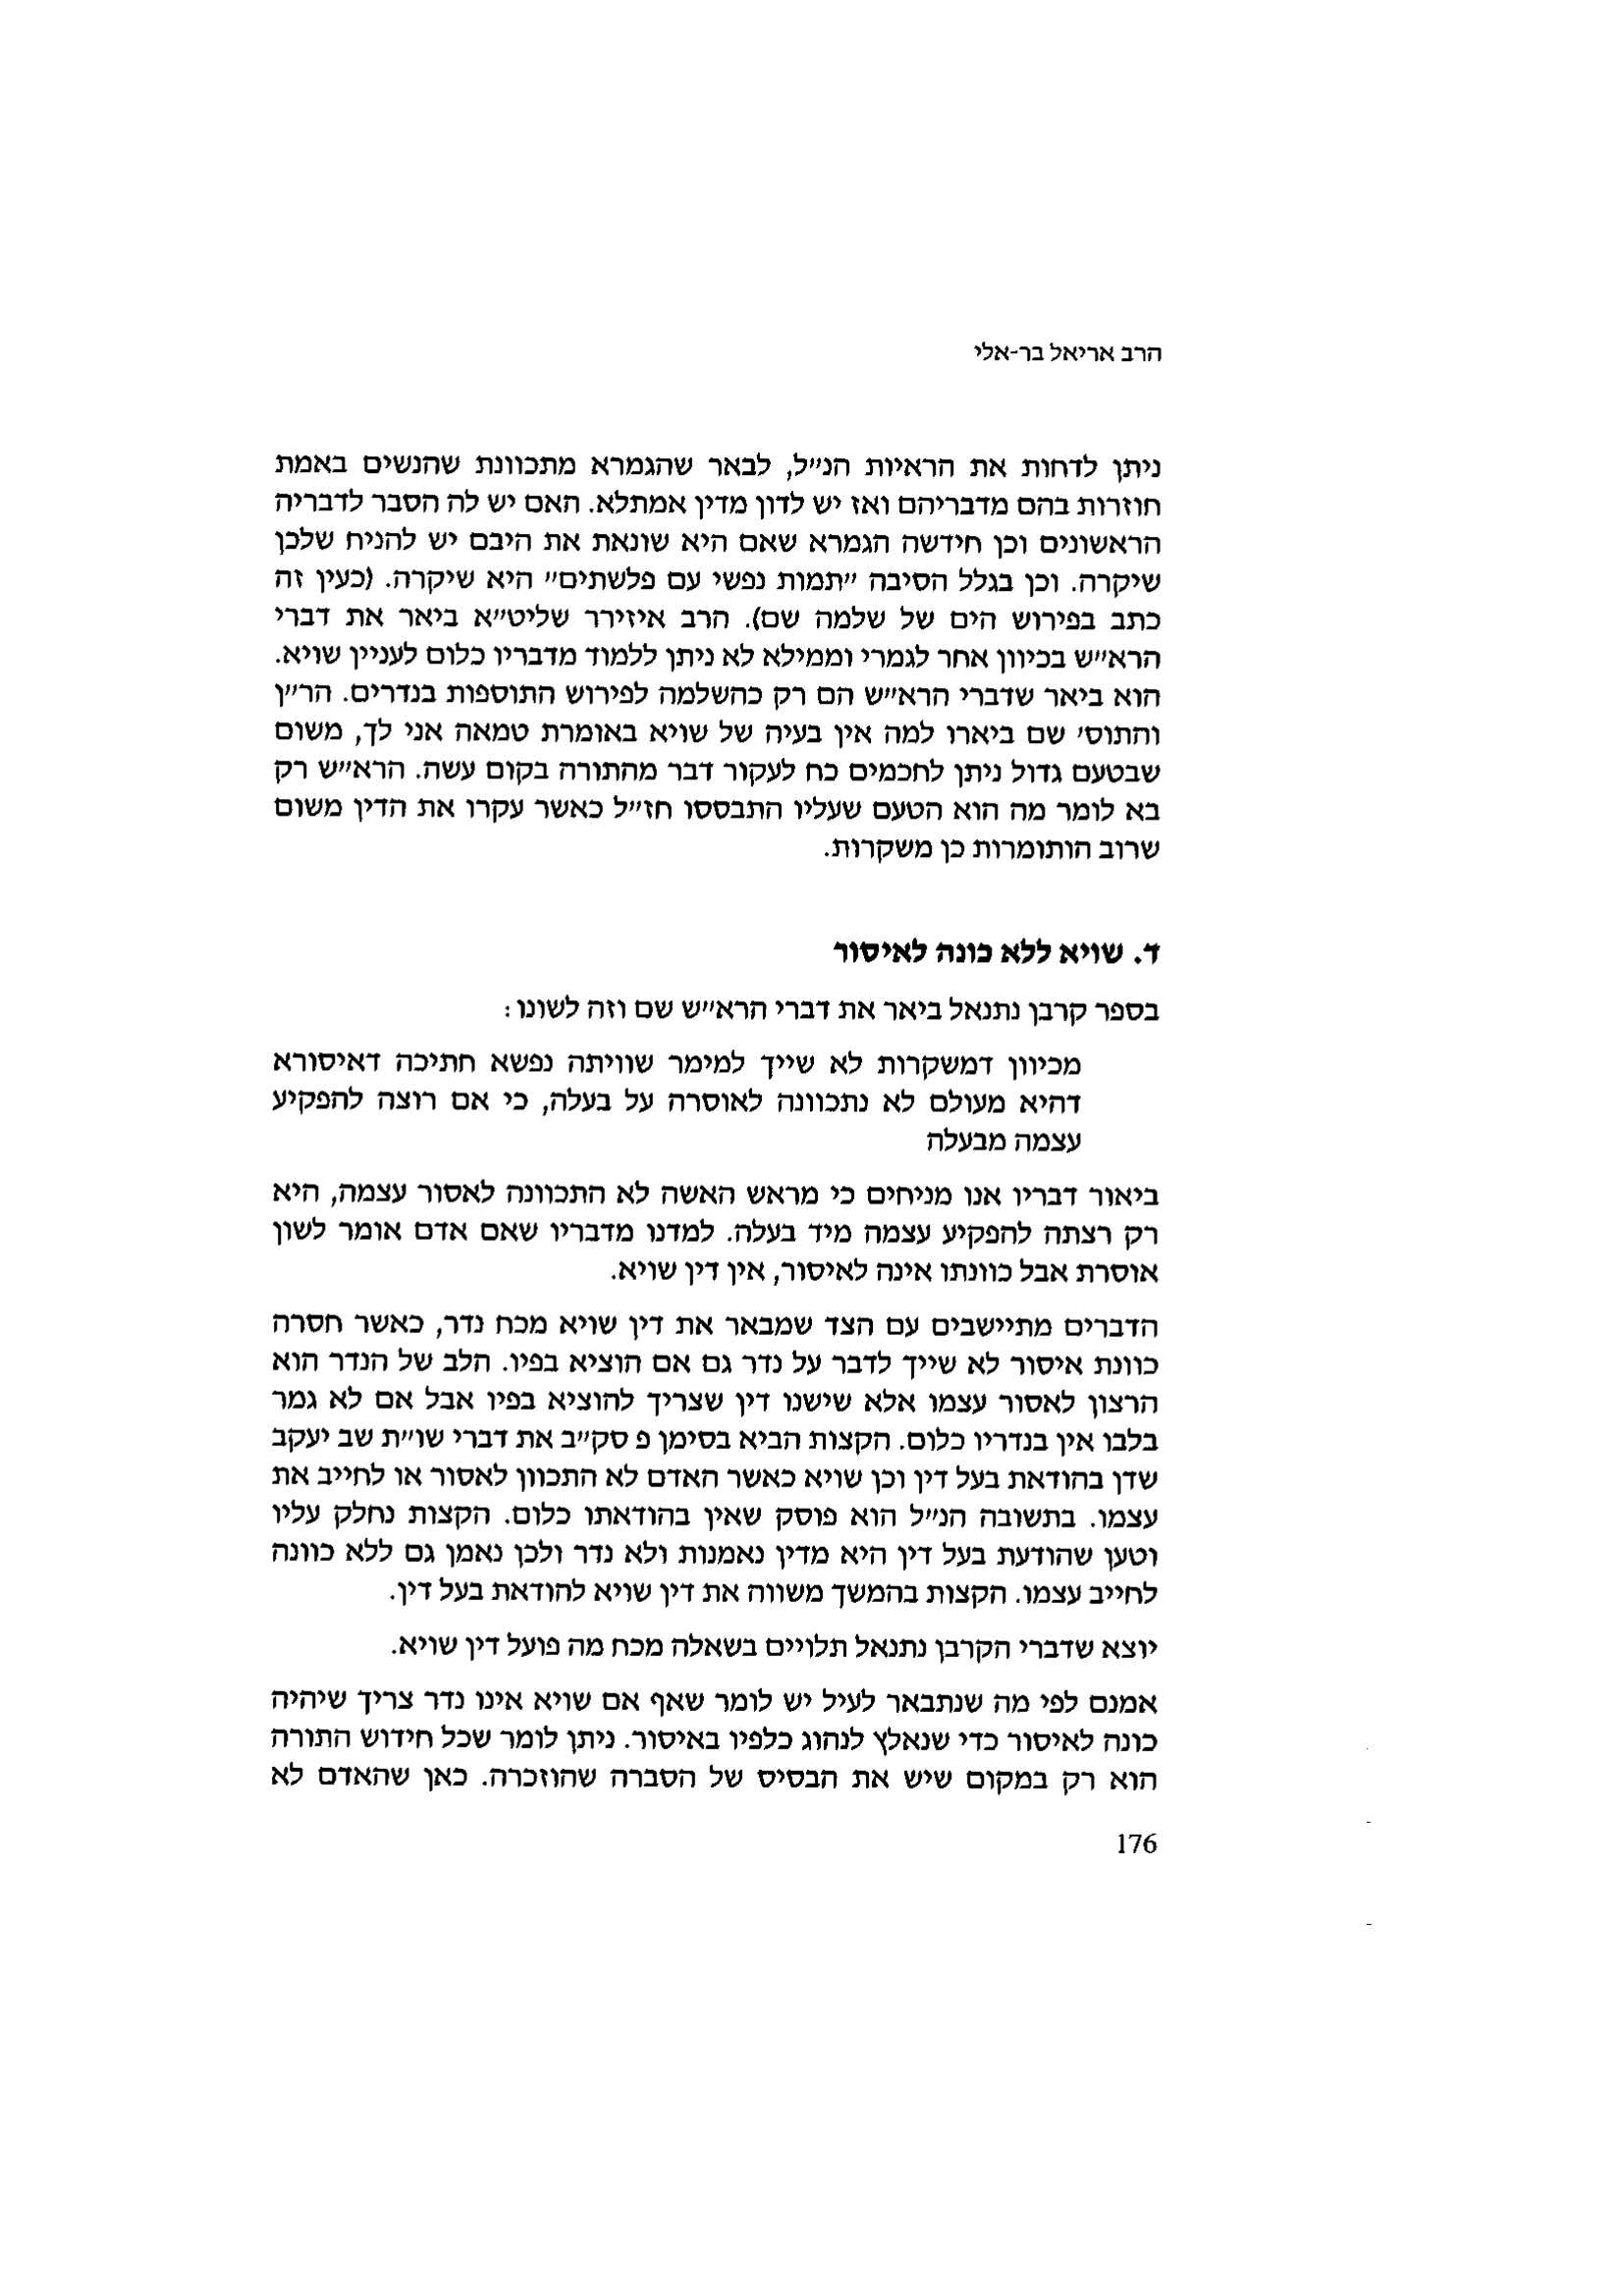 הרב אריאל בר-אלי
ניתן לדחות את הראיות הנ״ל, לבאר שהגמרא מתכוונת שהנשים באמת
חוזרות בהם מדבריהם ואז יש לדון מדין אמתלא. האם יש לה הסבר לדבריה
הראשונים וכן חידשה הגמרא שאם היא שונאת את היבם יש להניח שלכן
שיקרה. וכן בגלל הסיבה ״תמות נפשי עם פלשתים״ היא שיקרה. (כעין זה
כתב בפירוש הים של שלמה שם). הרב איזירר שליט״א ביאר את דברי
הרא״ש בכיוון אחר לגמרי וממילא לא ניתן ללמוד מדבריו כלום לעניין שויא.
הוא ביאר שדברי הרא״ש הם רק כהשלמה לפירוש התוספות בנדרים. הר״ן
והתוס׳ שם ביארו למה אין בעיה של שויא באומרת טמאה אני לך, משום
שבטעם גדול ניתן לחכמים כח לעקור דבר מהתורה בקום עשה. הרא״ש רק
בא לומר מה הוא הטעם שעליו התבססו חז״ל כאשר עקרו את הדין משום
שרוב הותומרות כן משקרות.
ד. שויא ללא כונה לאיסור
בספר קרבן נתנאל ביאר את דברי הרא״ש שם וזה לשונו:
מכיוון דמשקרות לא שייך למימר שוויתה נפשא חתיכה דאיסורא
דהיא מעולם לא נתכוונה לאוסרה על בעלה, כי אם רוצה להפקיע
עצמה מבעלה
ביאור דבריו אנו מניחים כי מראש האשה לא התכוונה לאסור עצמה, היא
רק רצתה להפקיע עצמה מיד בעלה. למדנו מדבריו שאם אדם אומר לשון
אוסרת אבל כוונתו אינה לאיסור, אין דין שויא.
הדברים מתיישבים עם הצד שמבאר את דין שויא מכח נדר, כאשר חסרה
כוונת איסור לא שייך לדבר על נדר גם אם הוציא בפיו. הלב של הנדר הוא
הרצון לאסור עצמו אלא שישנו דין שצריך להוציא בפיו אבל אם לא גמר
בלבו אין בנדריו כלום. הקצות הביא בסימן פ סק״ב את דברי שו״ת שב יעקב
שדן בהודאת בעל דין וכן שויא כאשר האדם לא התכוון לאסור או לחייב את
עצמו. בתשובה הנ״ל הוא פוסק שאין בהודאתו כלום. הקצות נחלק עליו
וטען שהודעת בעל דין היא מדין נאמנות ולא נדר ולכן נאמן גם ללא כוונה
לחייב עצמו. הקצות בהמשך משווה את דין שויא להודאת בעל דין.
יוצא שדברי הקרבן נתנאל תלויים בשאלה מכח מה פועל דין שויא.
אמנם לפי מה שנתבאר לעיל יש לומר שאף אם שויא אינו נדר צריך שיהיה
כונה לאיסור כדי שנאלץ לנהוג כלפיו באיסור. ניתן לומר שכל חידוש התורה
הוא רק במקום שיש את הבסיס של הסברה שהוזכרה. כאן שהאדם לא
176